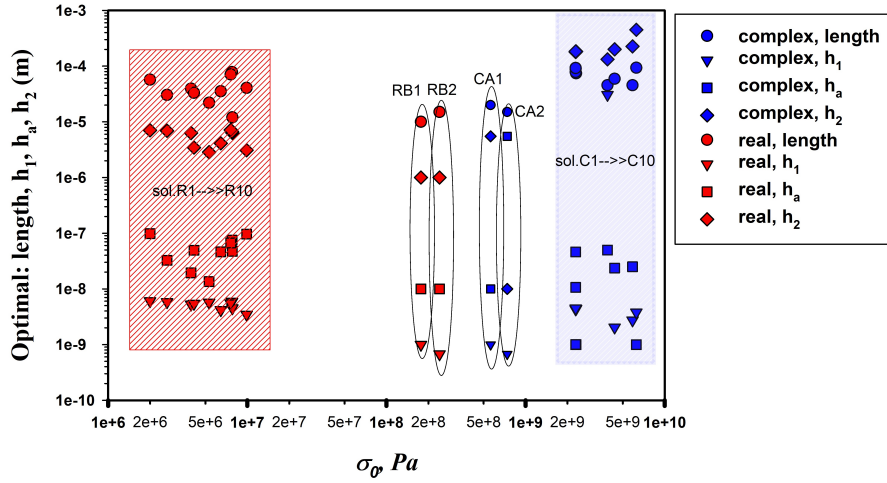 Optimal: length, h1, ha, h2 (m)
1e-3
1e-4
1e-5
1e-6
1e-7
1e-8
1e-9
1e-10
RB1
RB2
CA1
CA2
sol.R1-->>R10
sol.C1-->>C10
1e+6
2e+6
5e+6
1e+7
2e+7
1e+8
2e+8
5e+8
1e+9
2e+9
5e+9
1e+10
σ0, Pa
complex, length
complex, h1
complex, ha
complex, h2
real, length
real, h1
real, ha
real, h2